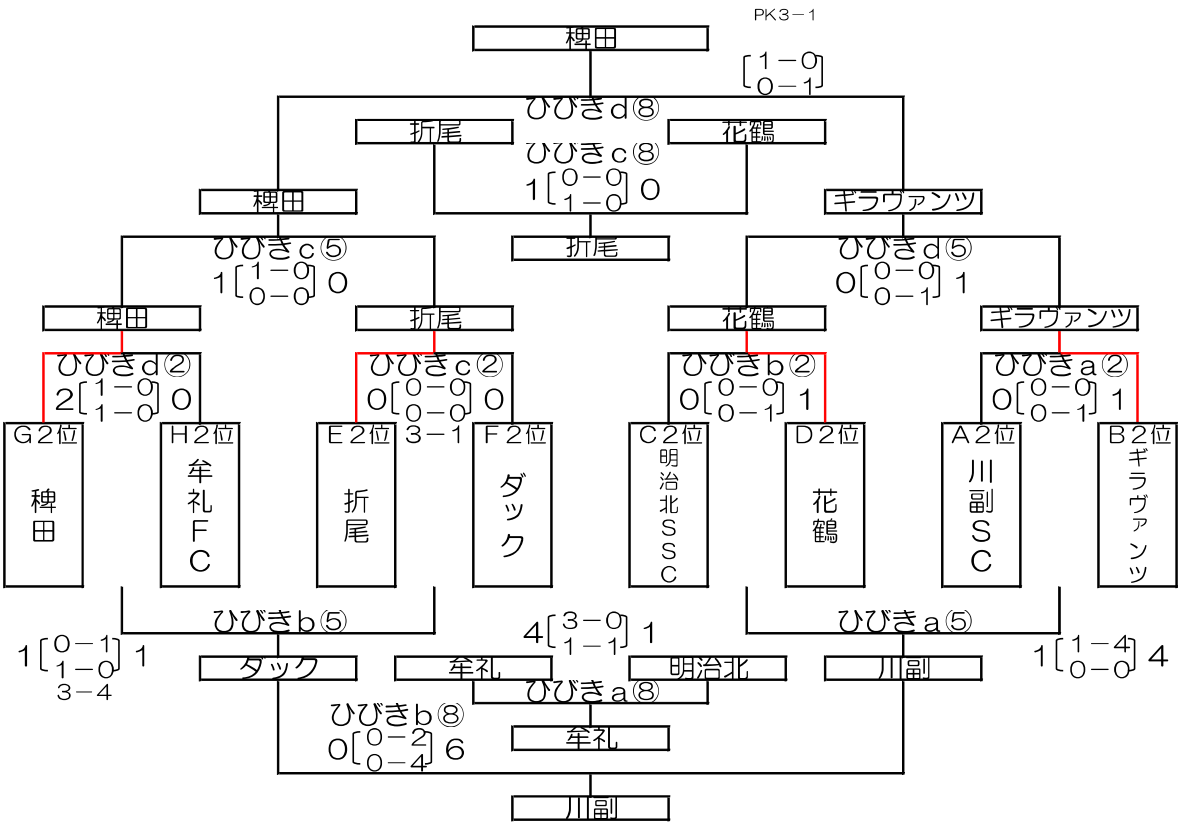 PK3-1
稗田
1-0
0-1
ひびきd⑧
折尾
花鶴
ひびきc⑧
1 0-0 0
1-0
稗田
ギラヴァンツ
ひびきc⑤
折尾
ひびきd⑤
1 1-0 0
0-0
0 0-0 1
0-1
稗田
折尾
花鶴
ギラヴァンツ
ひびきd②
ひびきc②
ひびきb②
ひびきa②
2 1-0 0
1-0
0 0-0 0
0-0
0 0-0 1
0-1
0 0-0 1
0-1
G2位
H2位
E2位
3-1
F2位
C2位
D2位
A2位
B2位
稗田
牟礼FC
折尾
ダック
明治北SSC
花鶴
川副SC
ギラヴァンツ
ひびきb⑤
ひびきa⑤
1 0-1 1
1-0
3-4
4 3-0 1
1-1
1 1-4 4
0-0
ダック
牟礼
明治北
川副
ひびきa⑧
ひびきb⑧
0 0-2 6
0-4
牟礼
川副